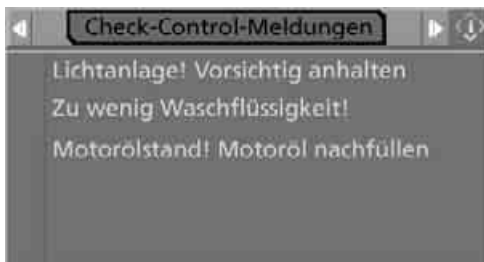 Check-Control-Meldungen
Lichtanlage! Vorsichtig anhalten
Zu wenig Waschflüssigkeit!
Motorölstand! Motoröl nachfüllen